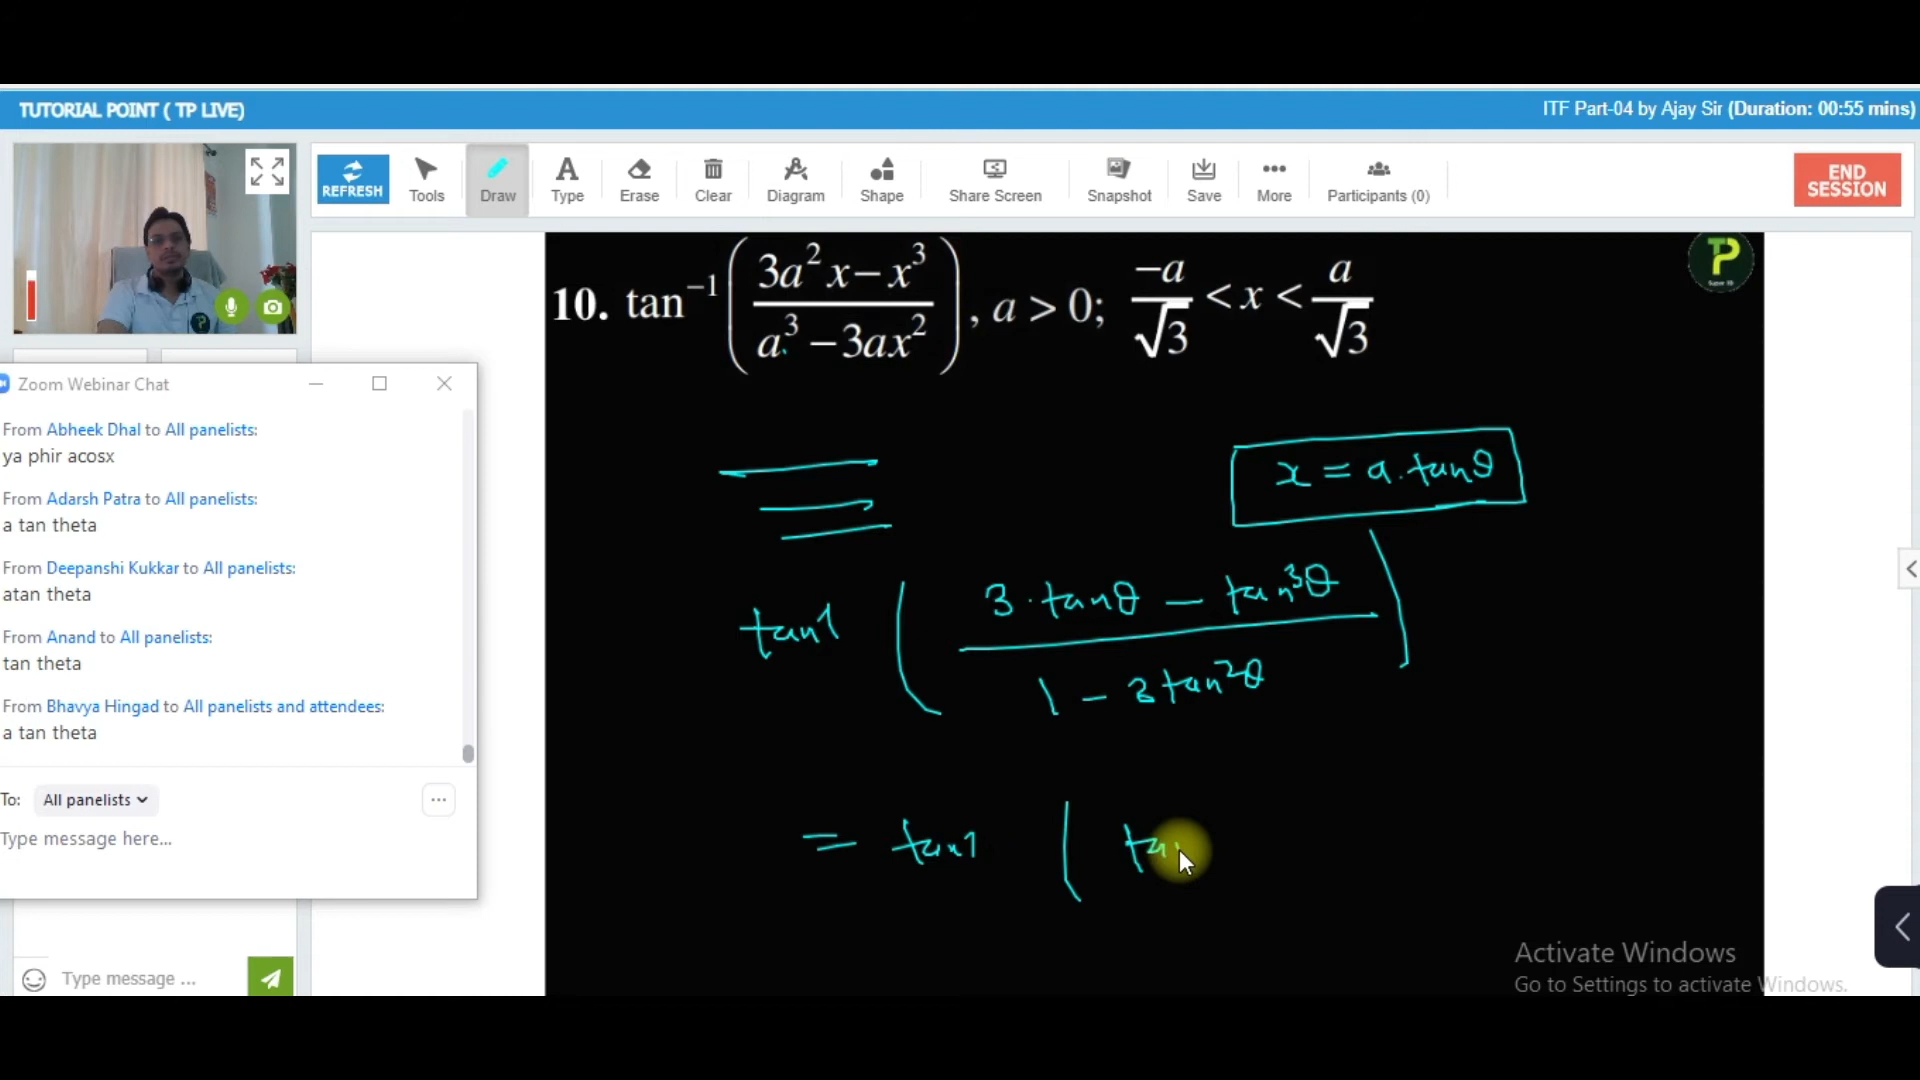 TUTORIAL POINT ( TP LIVE)
ITF Part-04 by Ajay Sir (Duration: 00:55 mins)
REFRESH
Tools
Draw
Type
Erase
Clear
Diagram
Shape
Share Screen
Snapshot
Save
More
Participants (0)
END SESSION
10. tan⁻¹((3a²x − x³)/(a³ − 3ax²)), a > 0; −a/√3 < x < a/√3
TP
Zoom Webinar Chat
From Abheek Dhal to All panelists:
ya phir acosx
From Adarsh Patra to All panelists:
a tan theta
From Deepanshi Kukkar to All panelists:
atan theta
From Anand to All panelists:
tan theta
From Bhavya Hingad to All panelists and attendees:
a tan theta
To: All panelists
Type message here...
Type message ...
x = a.tanθ
tan⁻¹ ( (3·tanθ − tan³θ)/(1 − 3tan²θ) )
= tan⁻¹ ( tan
Activate Windows
Go to Settings to activate Windows.